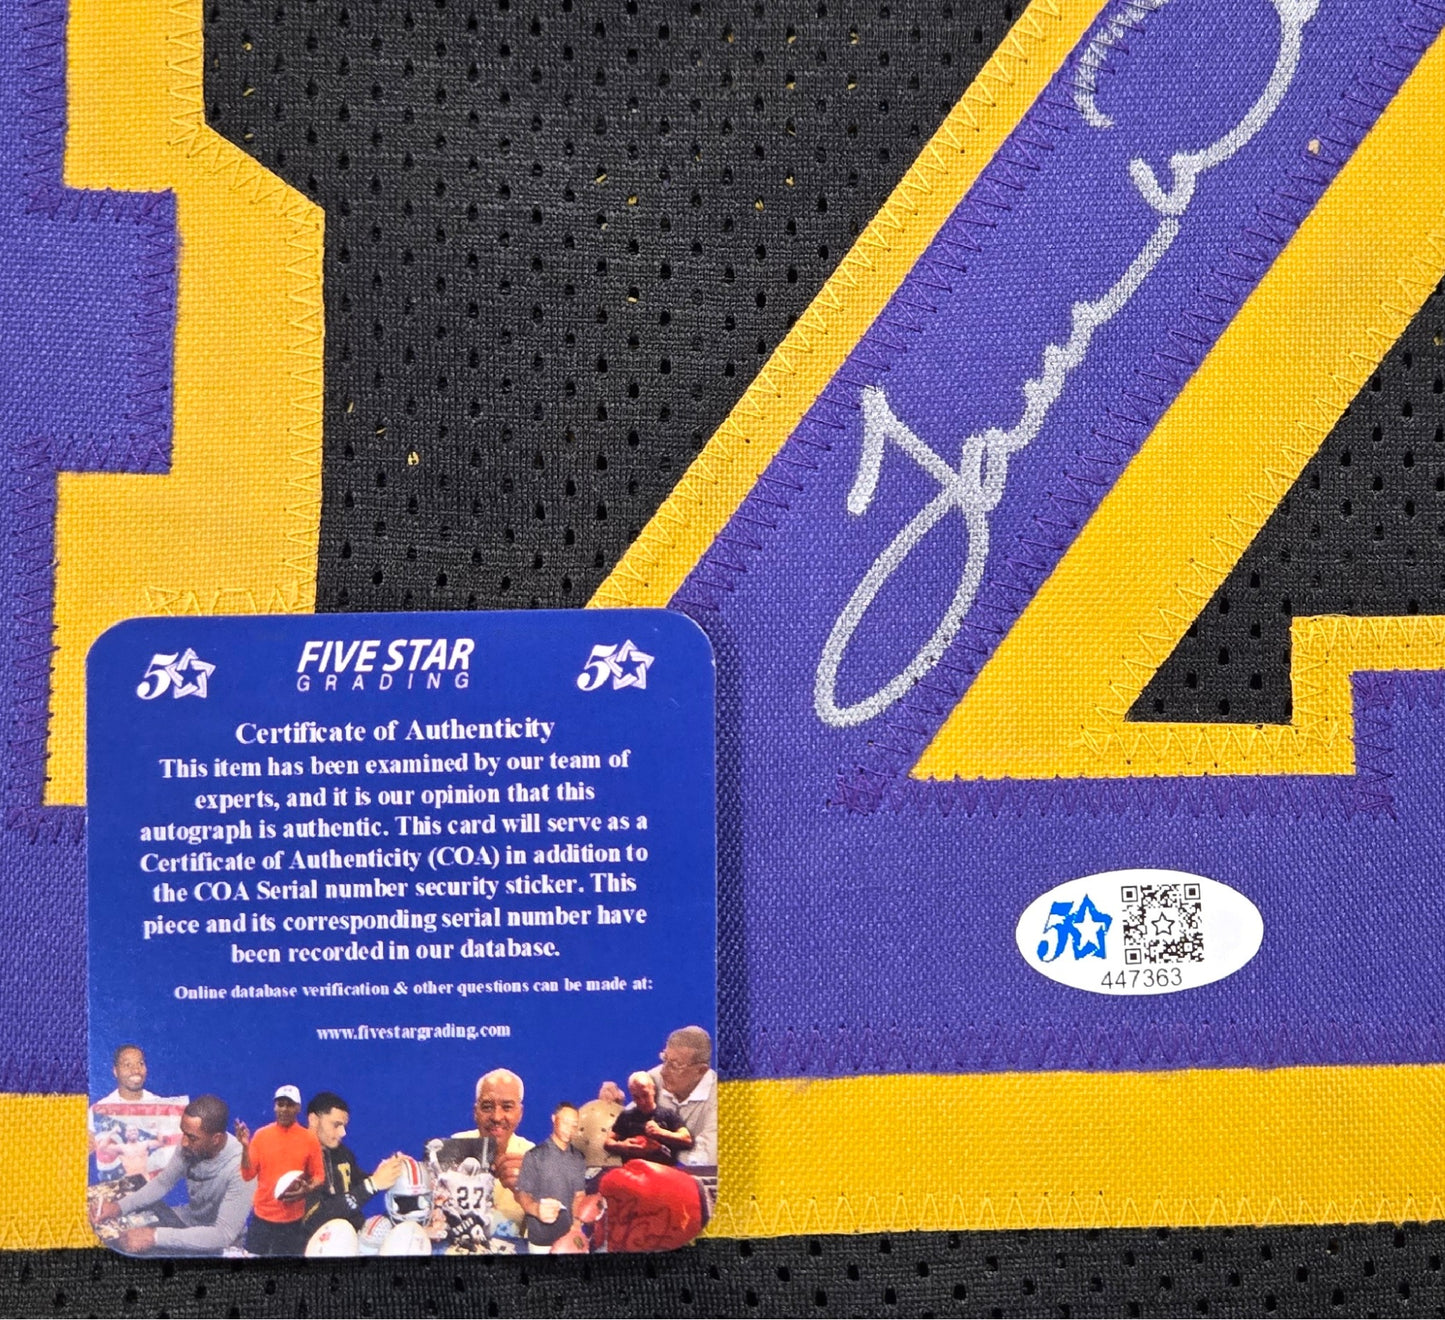 5 FIVE STAR 5
GRADING
Certificate of Authenticity
This item has been examined by our team of
experts, and it is our opinion that this
autograph is authentic. This card will serve as a
Certificate of Authenticity (COA) in addition to
the COA Serial number security sticker. This
piece and its corresponding serial number have
been recorded in our database.
Online database verification & other questions can be made at:
www.fivestargrading.com
27
5
447363